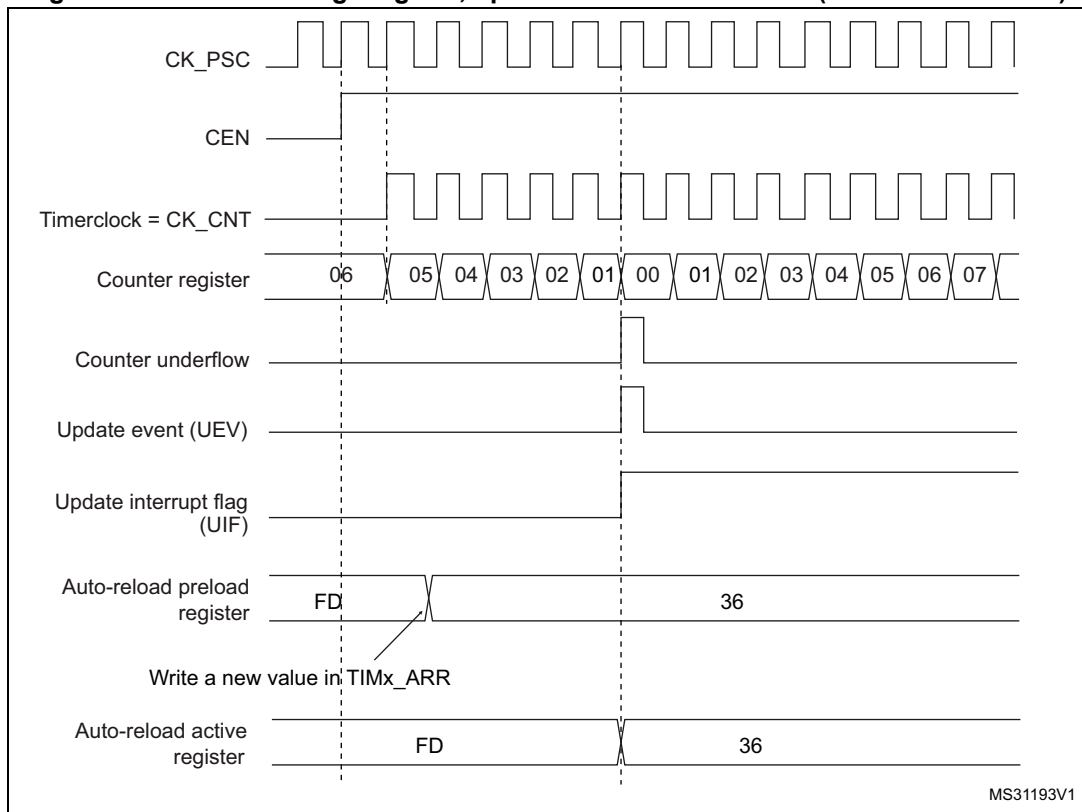 CK_PSC
CEN
Timerclock = CK_CNT
Counter register 06 05 04 03 02 01 00 01 02 03 04 05 06 07
Counter underflow
Update event (UEV)
Update interrupt flag
(UIF)
Auto-reload preload
register
FD 36
Write a new value in TIMx_ARR
Auto-reload active
register
FD 36
MS31193V1